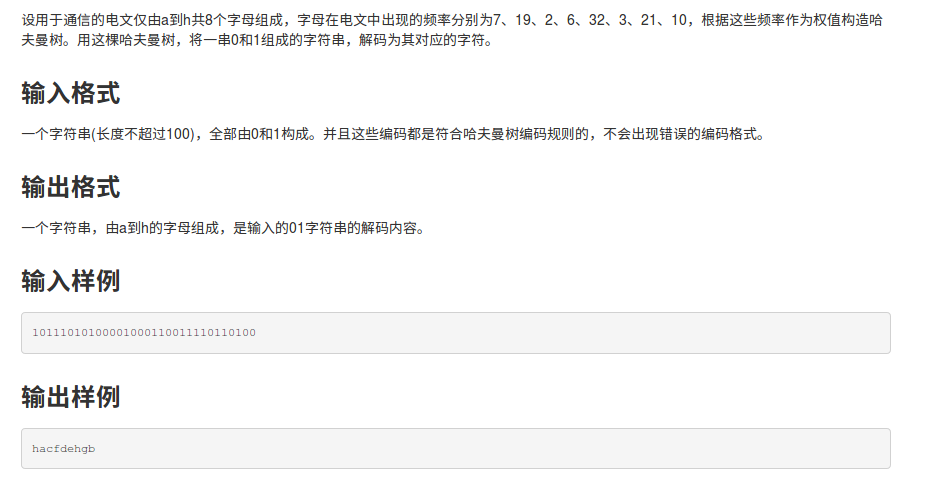 设用于通信的电文仅由a到h共8个字母组成，字母在电文中出现的频率分别为7、19、2、6、32、3、21、10，根据这些频率作为权值构造哈
夫曼树。用这棵哈夫曼树，将一串0和1组成的字符串，解码为其对应的字符。
输入格式
一个字符串(长度不超过100)，全部由0和1构成。并且这些编码都是符合哈夫曼树编码规则的，不会出现错误的编码格式。
输出格式
一个字符串，由a到h的字母组成，是输入的01字符串的解码内容。
输入样例
10111010100001000110011110110100
输出样例
hacfdehgb